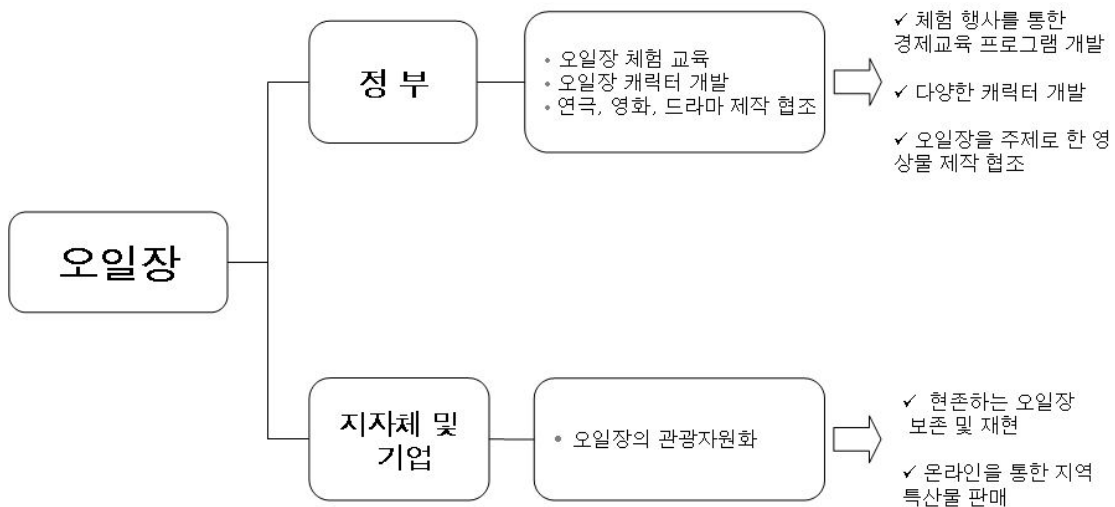 정 부
• 오일장 체험 교육
• 오일장 캐릭터 개발
• 연극, 영화, 드라마 제작 협조
✓ 체험 행사를 통한
경제교육 프로그램 개발
✓ 다양한 캐릭터 개발
✓ 오일장을 주제로 한 영
상물 제작 협조
오일장
지자체 및
기업
• 오일장의 관광자원화
✓ 현존하는 오일장
보존 및 재현
✓ 온라인을 통한 지역
특산물 판매